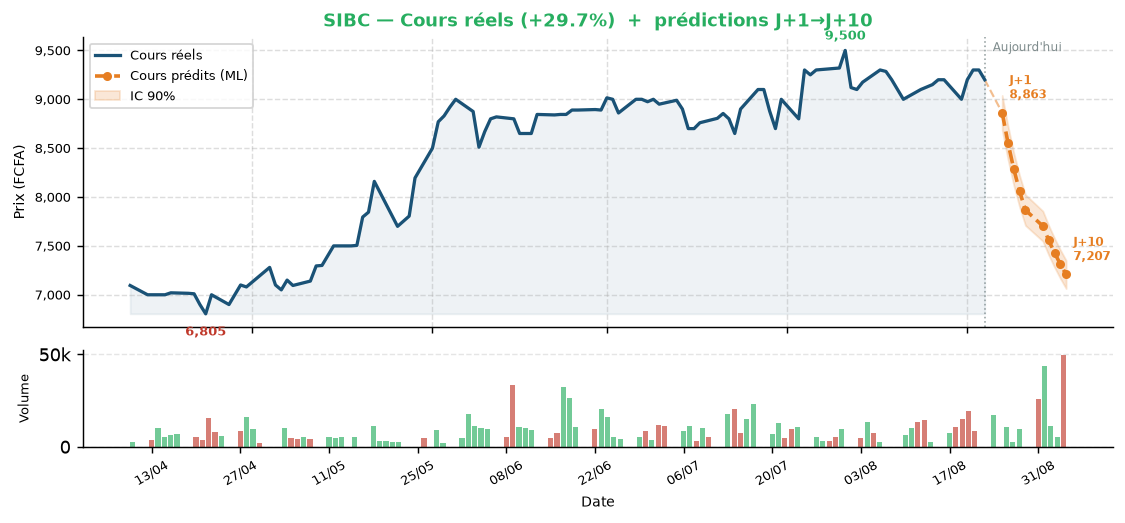 SIBC — Cours réels (+29.7%)  +  prédictions J+1→J+10
9,500
Aujourd'hui
Cours réels
Cours prédits (ML)
IC 90%
J+1
8,863
J+10
7,207
6,805
Prix (FCFA)
9,500
9,000
8,500
8,000
7,500
7,000
Volume
50k
0
13/04
27/04
11/05
25/05
08/06
22/06
06/07
20/07
03/08
17/08
31/08
Date